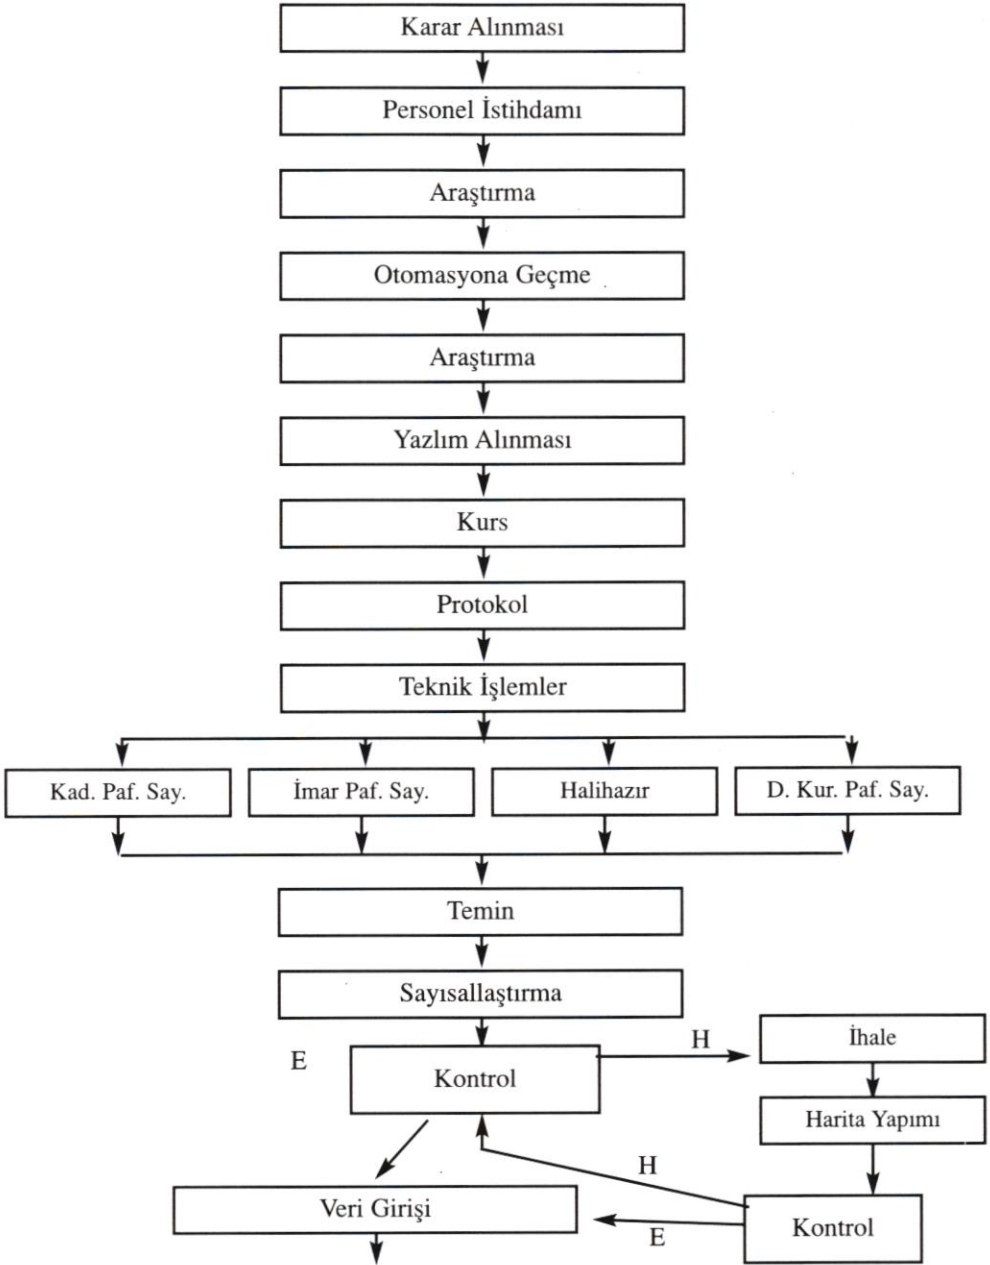 Karar Alınması
Personel İstihdamı
Araştırma
Otomasyona Geçme
Araştırma
Yazlım Alınması
Kurs
Protokol
Teknik İşlemler
Kad. Paf. Say.
İmar Paf. Say.
Halihazır
D. Kur. Paf. Say.
Temin
Sayısallaştırma
E
Kontrol
H
İhale
Harita Yapımı
H
Veri Girişi
E
Kontrol